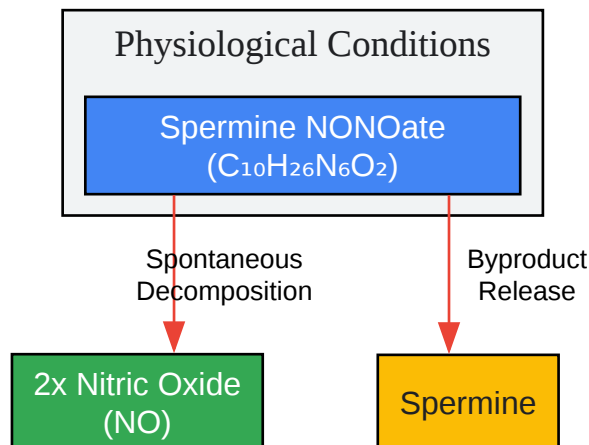 Physiological Conditions
Spermine NONOate
(C₁₀H₂₆N₆O₂)
Spontaneous
Decomposition
Byproduct
Release
2x Nitric Oxide
(NO)
Spermine